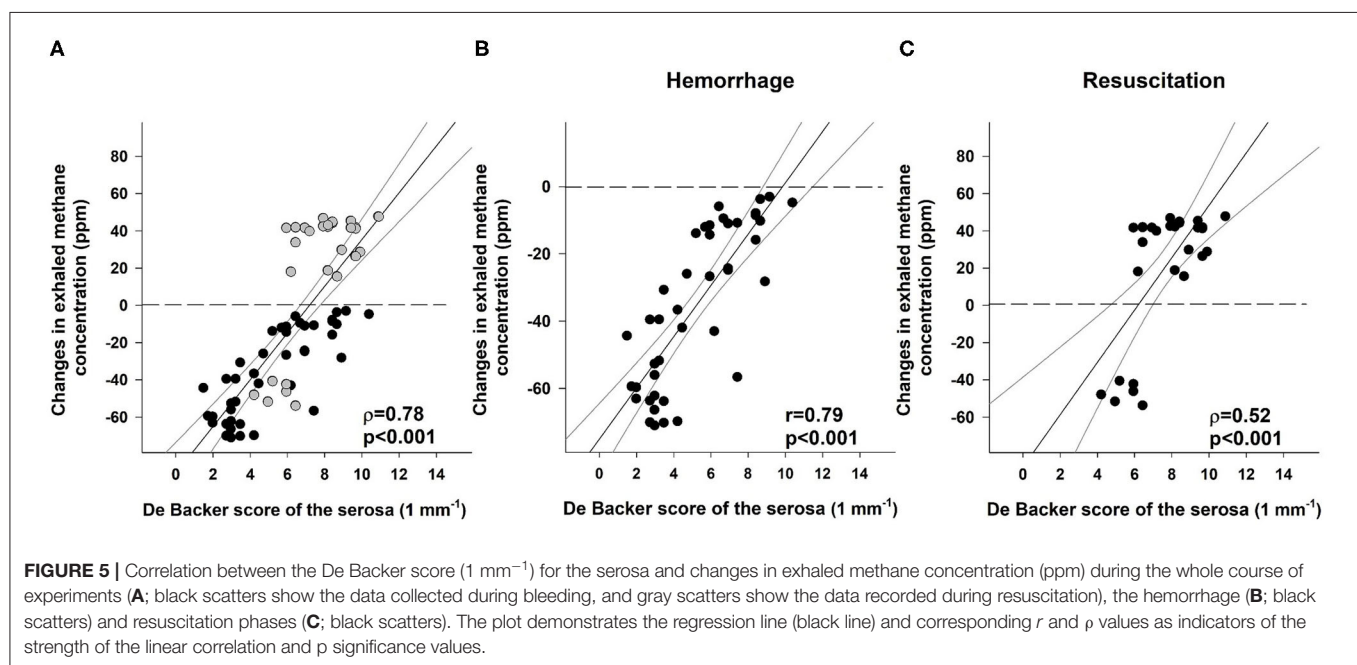 A
Changes in exhaled methane
concentration (ppm)
80
60
40
20
0
-20
-40
-60
ρ=0.78
p<0.001
0 2 4 6 8 10 12 14
De Backer score of the serosa (1 mm⁻¹)
B
Hemorrhage
Changes in exhaled methane
concentration (ppm)
0
-20
-40
-60
r=0.79
p<0.001
0 2 4 6 8 10 12 14
De Backer score of the serosa (1 mm⁻¹)
C
Resuscitation
Changes in exhaled methane
concentration (ppm)
80
60
40
20
0
-20
-40
-60
ρ=0.52
p<0.001
0 2 4 6 8 10 12 14
De Backer score of the serosa (1 mm⁻¹)
FIGURE 5 | Correlation between the De Backer score (1 mm⁻¹) for the serosa and changes in exhaled methane concentration (ppm) during the whole course of
experiments (A; black scatters show the data collected during bleeding, and gray scatters show the data recorded during resuscitation), the hemorrhage (B; black
scatters) and resuscitation phases (C; black scatters). The plot demonstrates the regression line (black line) and corresponding r and ρ values as indicators of the
strength of the linear correlation and p significance values.